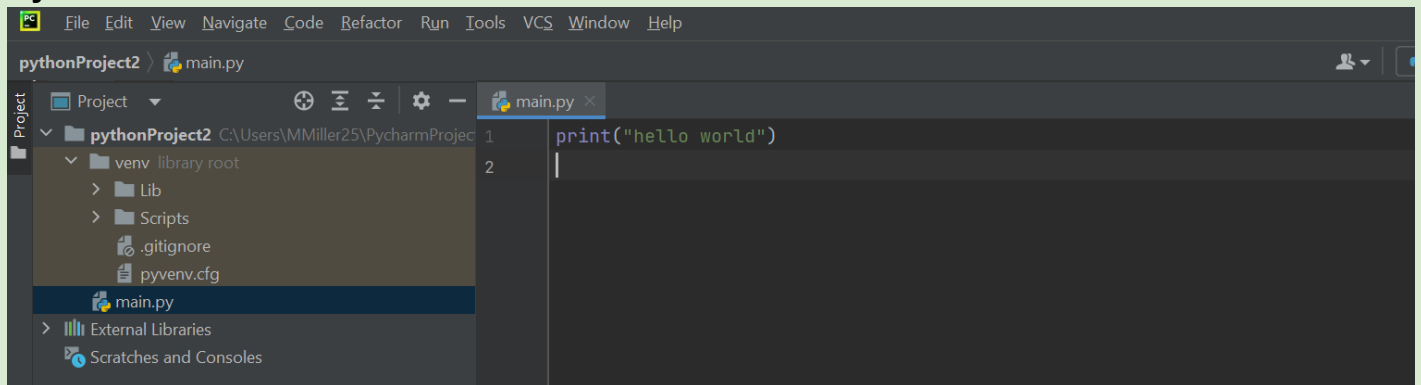 PC File Edit View Navigate Code Refactor Run Tools VCS Window Help
pythonProject2 main.py
Project
Project
main.py
pythonProject2 C:\Users\MMiller25\PycharmProjec
venv library root
Lib
Scripts
.gitignore
pyvenv.cfg
main.py
External Libraries
Scratches and Consoles
1 print("hello world")
2